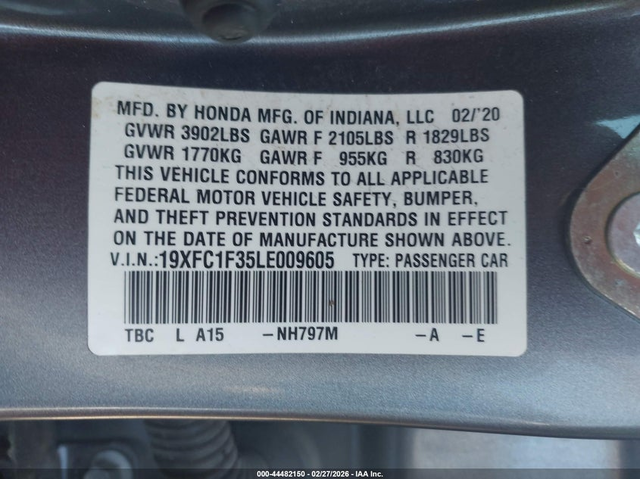 MFD. BY HONDA MFG. OF INDIANA, LLC 02/'20
GVWR 3902LBS GAWR F 2105LBS R 1829LBS
GVWR 1770KG GAWR F 955KG R 830KG
THIS VEHICLE CONFORMS TO ALL APPLICABLE
FEDERAL MOTOR VEHICLE SAFETY, BUMPER,
AND THEFT PREVENTION STANDARDS IN EFFECT
ON THE DATE OF MANUFACTURE SHOWN ABOVE.
V.I.N.:19XFC1F35LE009605 TYPE: PASSENGER CAR
TBC L A15 -NH797M -A -E
000-44482150 - 02/27/2026 - IAA Inc.